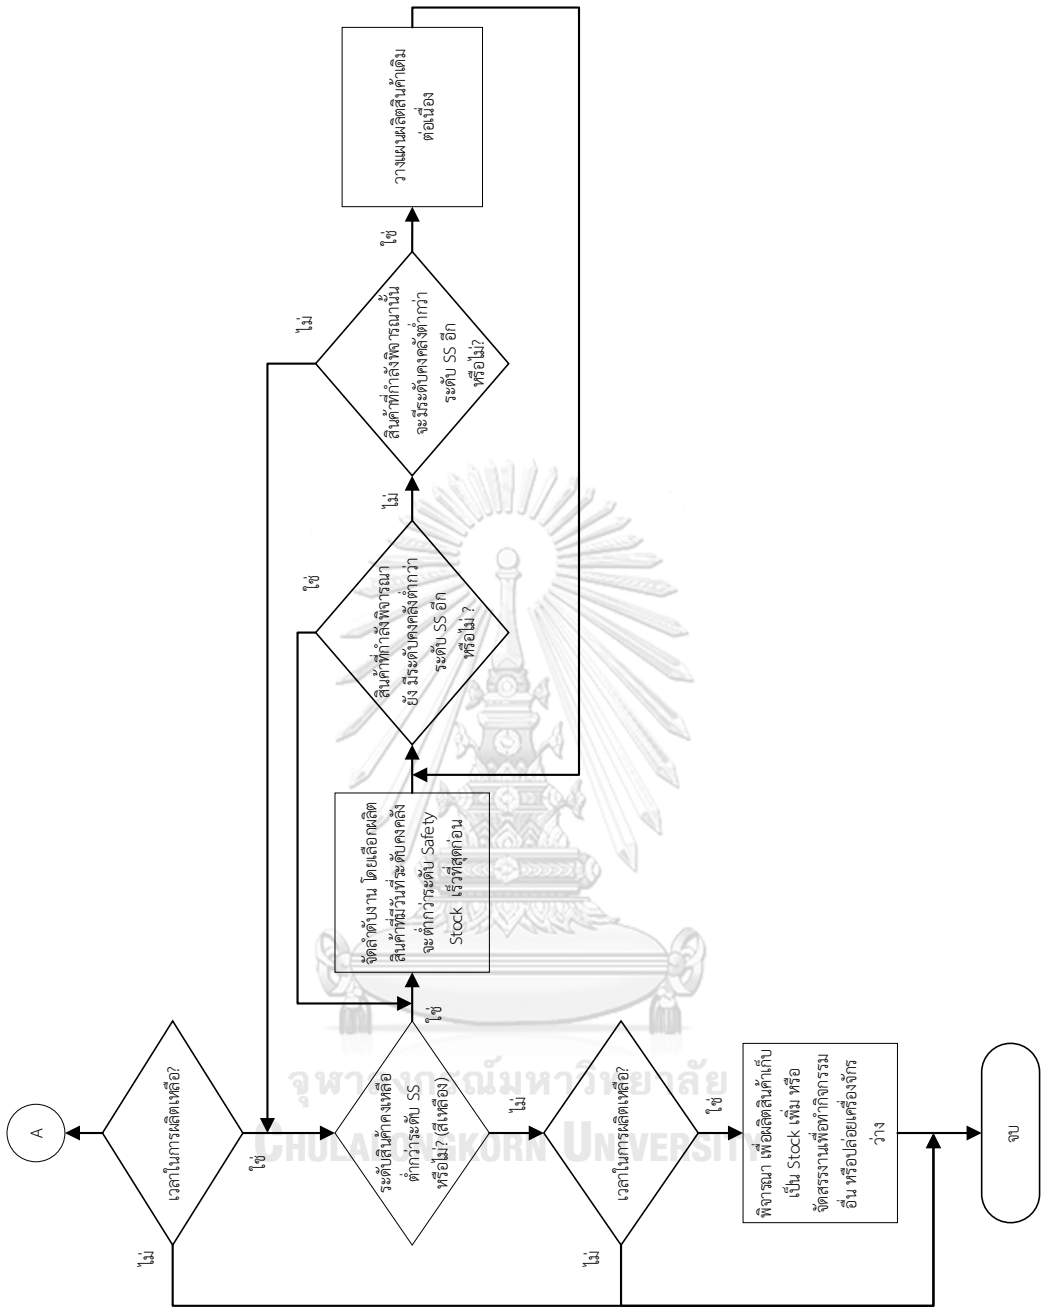 A
เวลาในการผลิตเหลือ?
ไม่
ใช่
ระดับสินค้าคงเหลือ
ต่ำกว่าระดับ SS
หรือไม่? (สีเหลือง)
ใช่
ไม่
จัดลำดับงาน โดยเลือกผลิต
สินค้าที่มีวันที่ระดับคงคลัง
จะต่ำกว่าระดับ Safety
Stock เร็วที่สุดก่อน
สินค้าที่กำลังพิจารณา
ยัง มีระดับคงคลังต่ำกว่า
ระดับ SS อีก
หรือไม่ ?
ใช่
ไม่
สินค้าที่กำลังพิจารณานั้น
จะมีระดับคงคลังต่ำกว่า
ระดับ SS อีก
หรือไม่?
ไม่
ใช่
วางแผนผลิตสินค้าเดิม
ต่อเนื่อง
เวลาในการผลิตเหลือ?
ไม่
ใช่
พิจารณา เพื่อผลิตสินค้าเก็บ
เป็น Stock เพิ่ม หรือ
จัดสรรงานเพื่อทำกิจกรรม
อื่น หรือปล่อยเครื่องจักร
ว่าง
จบ
จุฬาลงกรณ์มหาวิทยาลัย
CHULALONGKORN UNIVERSITY